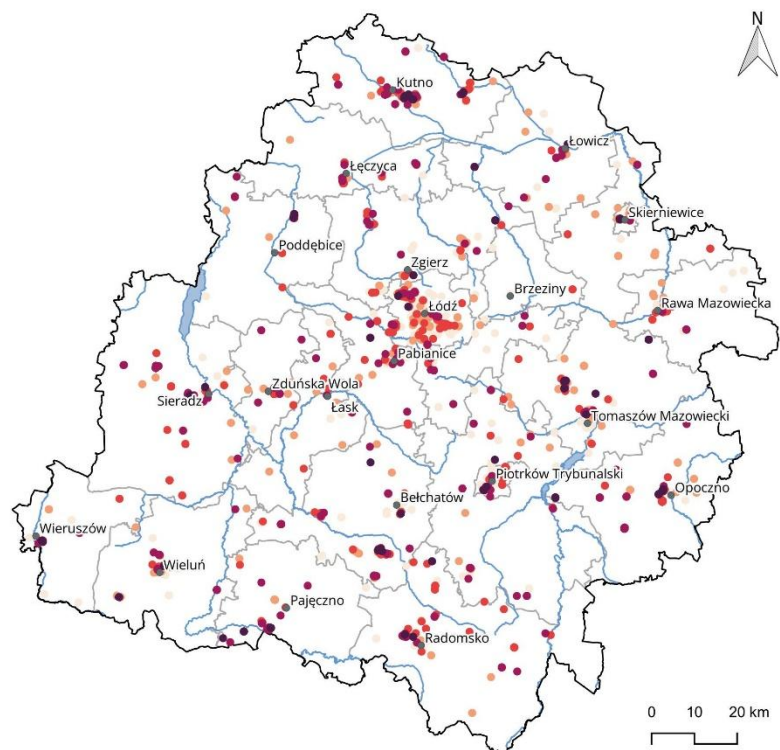 N
Kutno
Łowicz
Łęczyca
Skierniewice
Poddębice
Zgierz
Brzeziny
Łódź
Rawa Mazowiecka
Pabianice
Zduńska Wola
Sieradz
Łask
Tomaszów Mazowiecki
Piotrków Trybunalski
Opoczno
Bełchatów
Wieruszów
Wieluń
Pajęczno
Radomsko
0 10 20 km